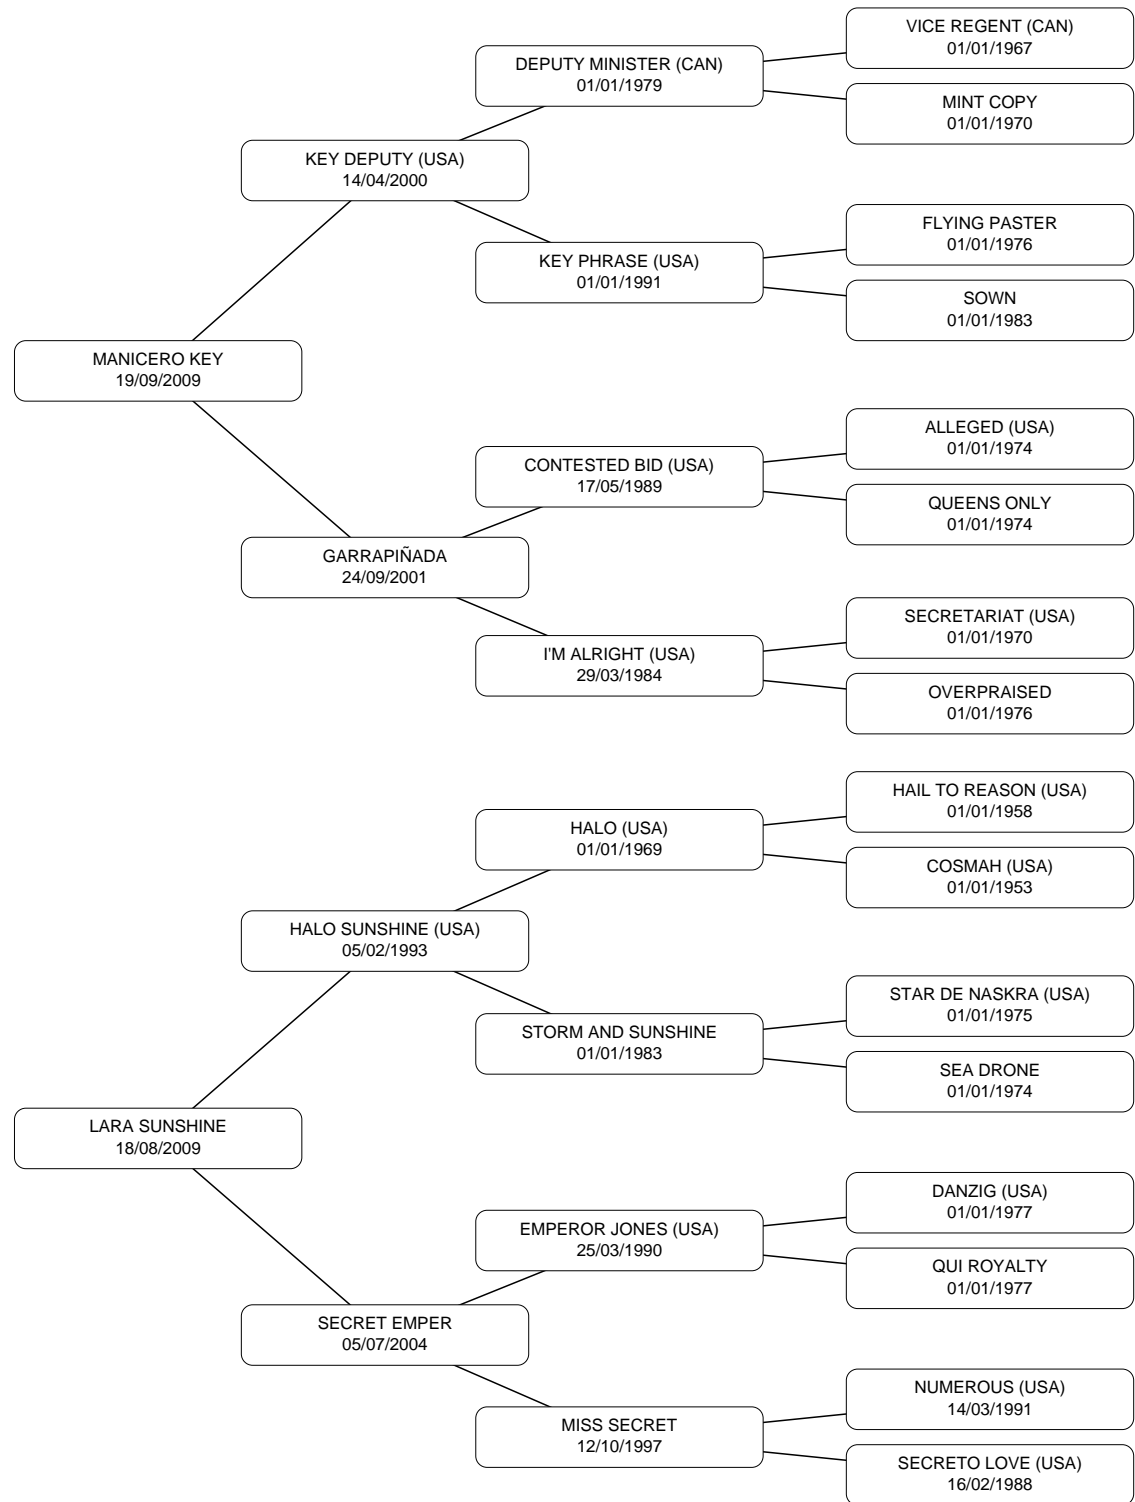 VICE REGENT (CAN)
01/01/1967
DEPUTY MINISTER (CAN)
01/01/1979
MINT COPY
01/01/1970
KEY DEPUTY (USA)
14/04/2000
FLYING PASTER
01/01/1976
KEY PHRASE (USA)
01/01/1991
SOWN
01/01/1983
MANICERO KEY
19/09/2009
ALLEGED (USA)
01/01/1974
CONTESTED BID (USA)
17/05/1989
QUEENS ONLY
01/01/1974
GARRAPIÑADA
24/09/2001
SECRETARIAT (USA)
01/01/1970
I'M ALRIGHT (USA)
29/03/1984
OVERPRAISED
01/01/1976
HAIL TO REASON (USA)
01/01/1958
HALO (USA)
01/01/1969
COSMAH (USA)
01/01/1953
HALO SUNSHINE (USA)
05/02/1993
STAR DE NASKRA (USA)
01/01/1975
STORM AND SUNSHINE
01/01/1983
SEA DRONE
01/01/1974
LARA SUNSHINE
18/08/2009
DANZIG (USA)
01/01/1977
EMPEROR JONES (USA)
25/03/1990
QUI ROYALTY
01/01/1977
SECRET EMPER
05/07/2004
NUMEROUS (USA)
14/03/1991
MISS SECRET
12/10/1997
SECRETO LOVE (USA)
16/02/1988